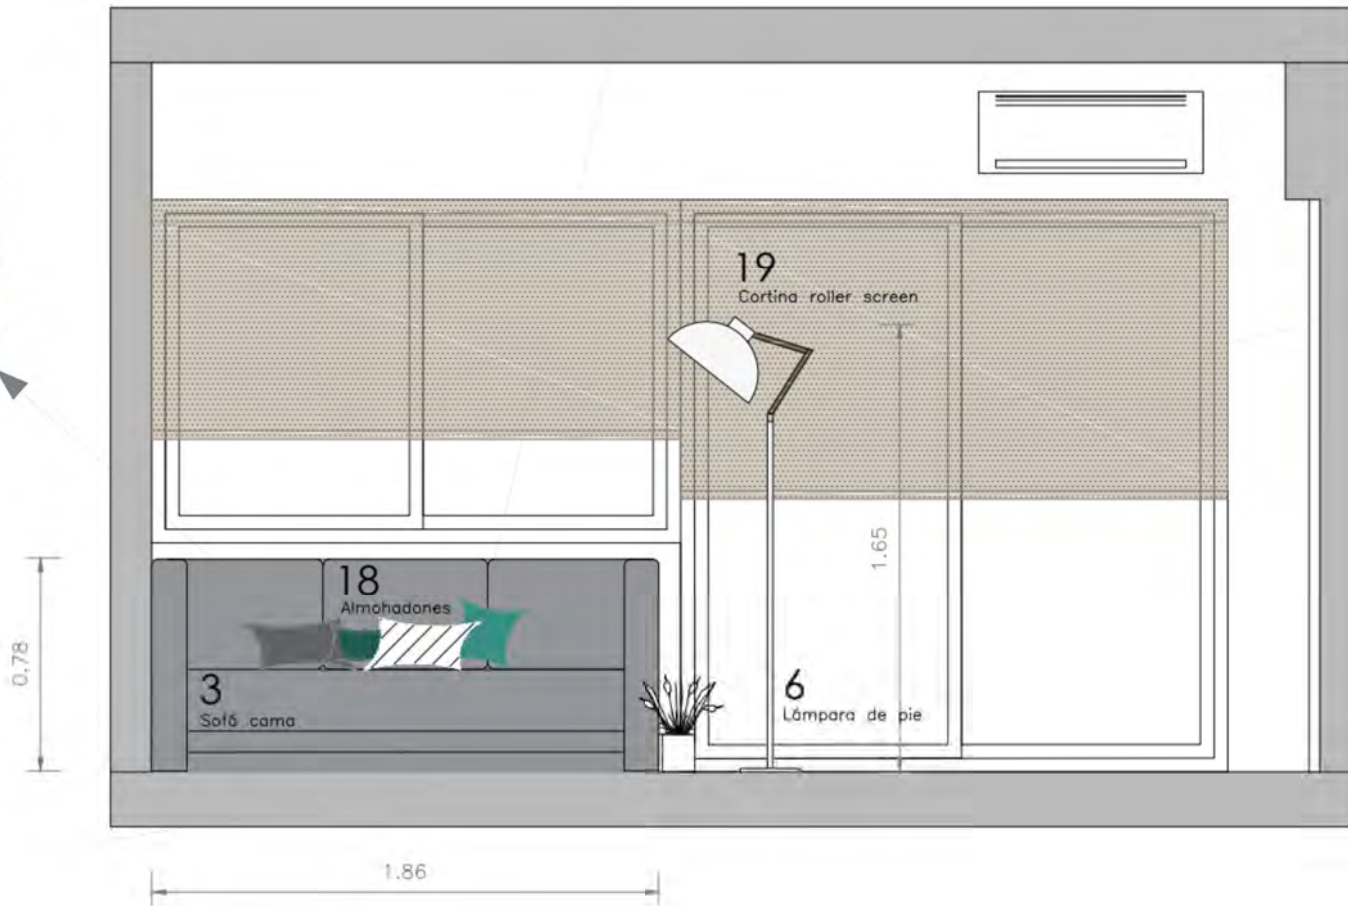 19
Cortina roller screen
1.65
18
Almohadones
0.78
3
Sofá cama
6
Lámpara de pie
1.86